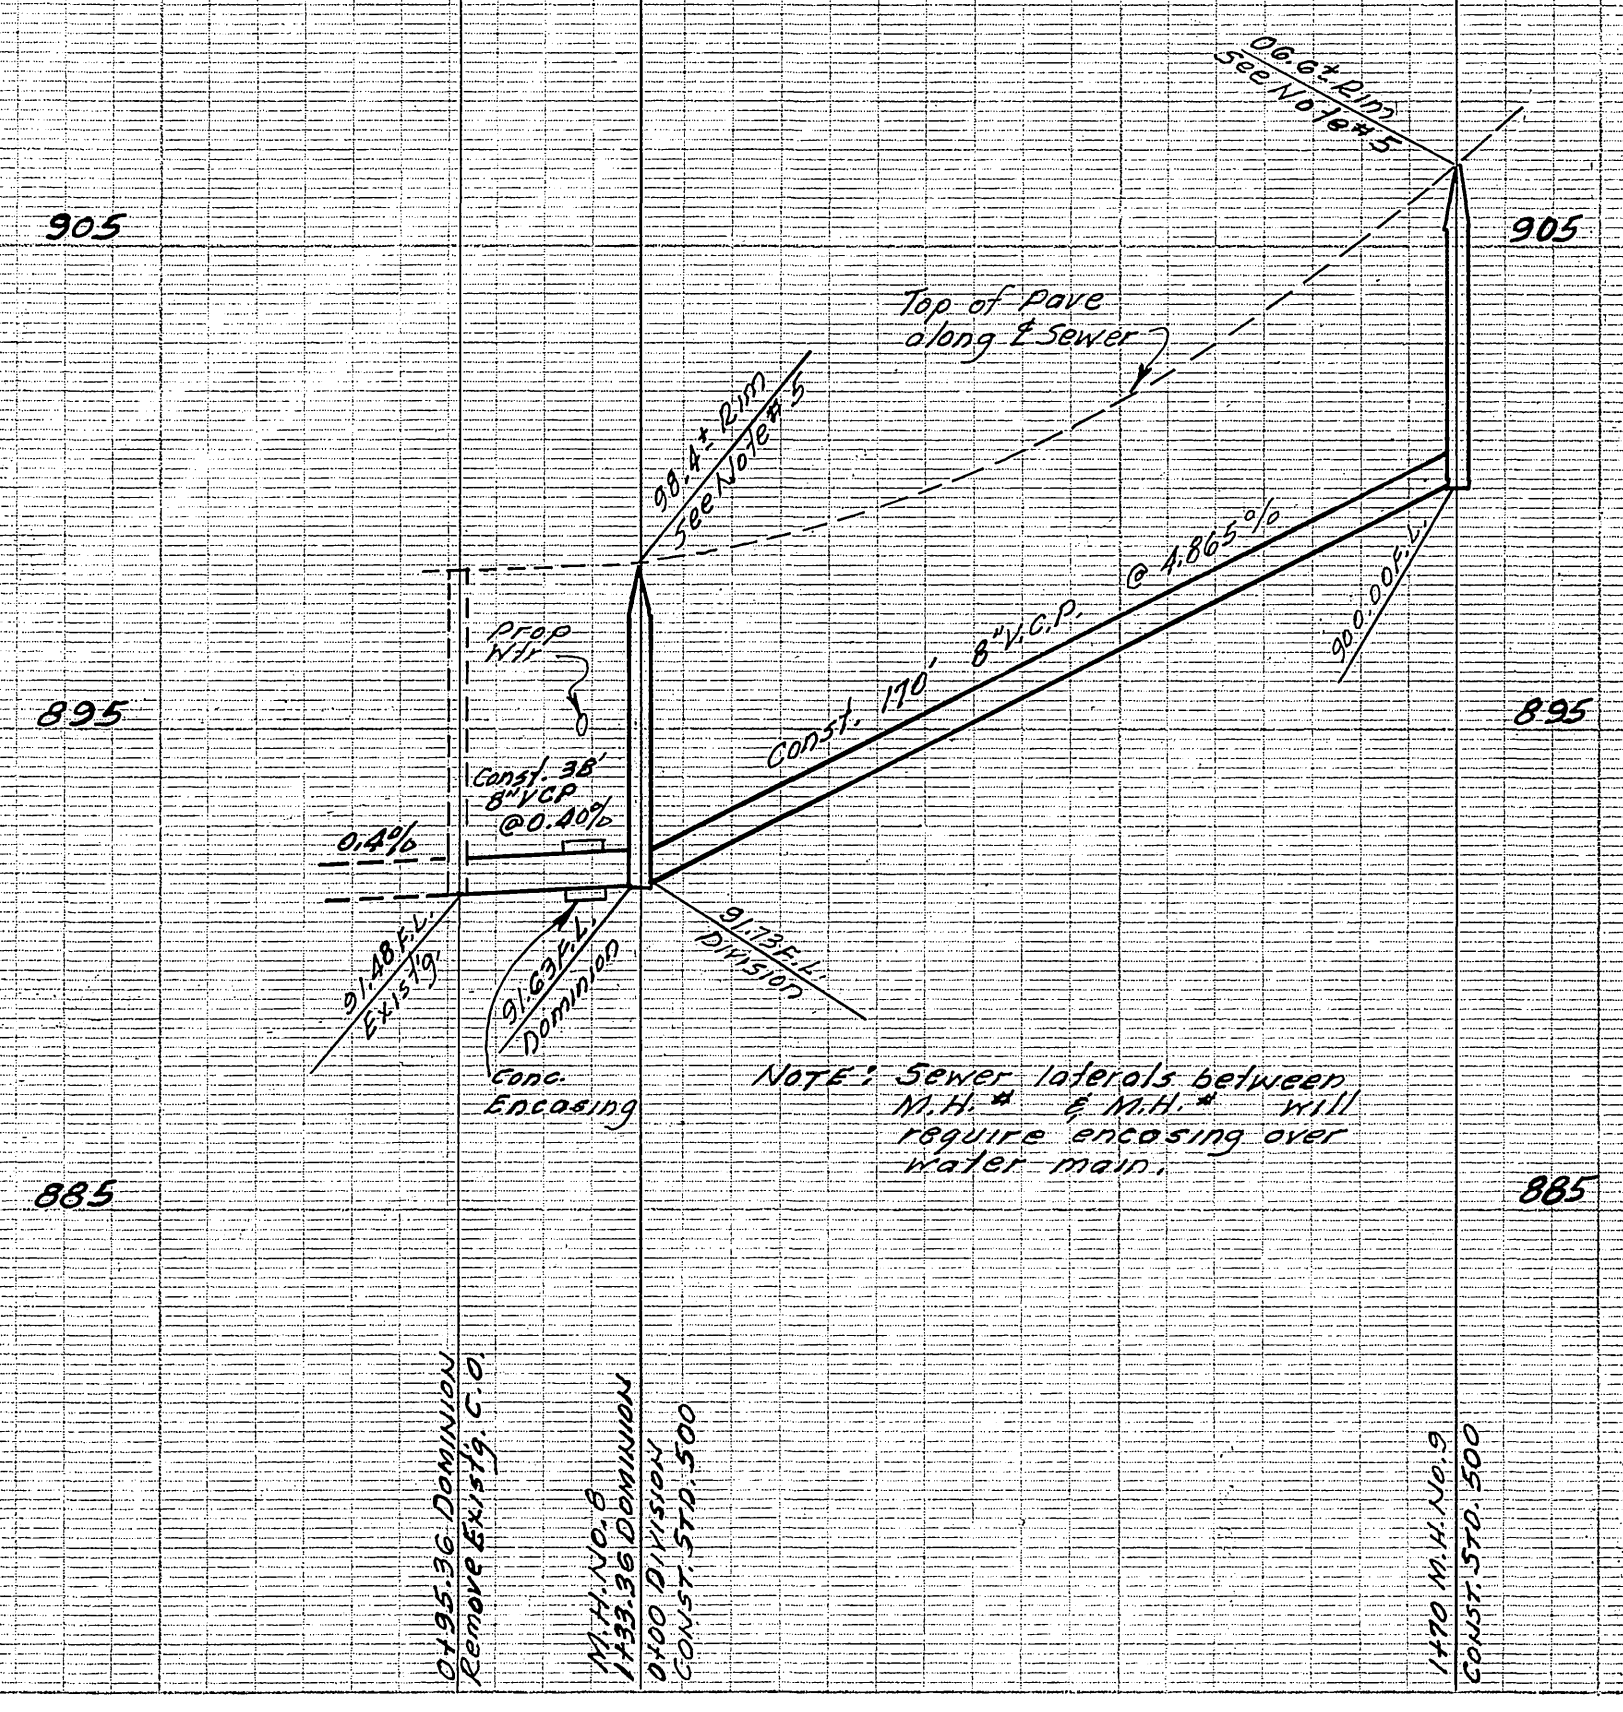 06.6± Rim
See Note #5
905
905
Top of Pave
along ℄ Sewer
98.4± Rim
See Note #5
@ 4.865%
900.00 F.L.
Prop
Wtr
8" V.C.P.
Const. 170'
895
895
Const. 38'
8" VCP
@ 0.40%
0.4%
91.48 F.L.
Exist'g.
91.63 F.L.
Dominion
91.73 F.L.
Division
Conc.
Encasing
NOTE: Sewer laterals between
M.H. # & M.H. # will
require encasing over
water main.
885
885
0+95.36 DOMINION
Remove Exist'g. C.O.
M.H. No. 8
1+33.36 DOMINION
0+00 DIVISION
CONST. STD. 500
1+70 M.H. No. 9
CONST. STD. 500